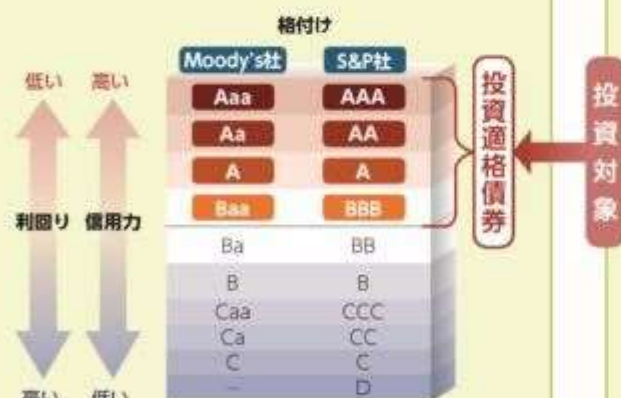 格付け
Moody's社 S&P社
低い 高い
Aaa AAA
Aa AA
A A
Baa BBB
利回り 信用力
Ba BB
B B
Caa CCC
Ca CC
C C
– D
高い 低い
投資適格債券
投資対象